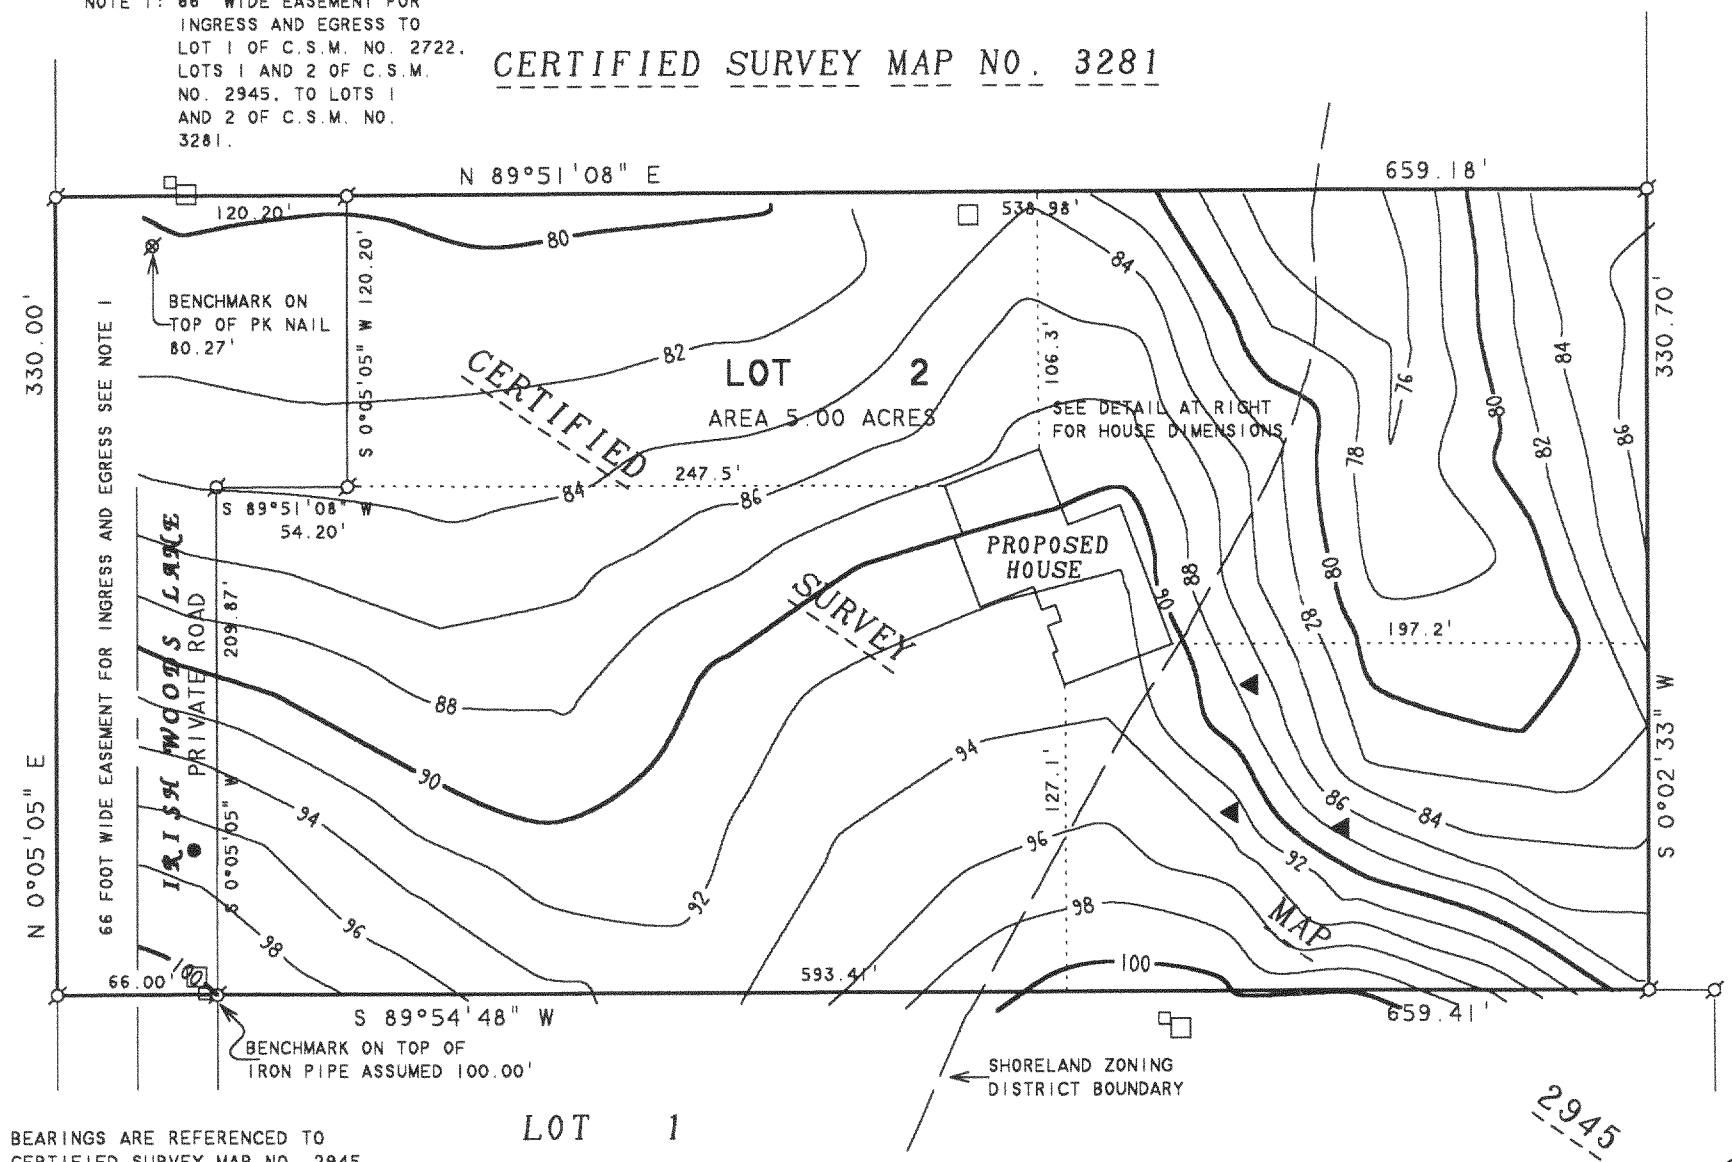 NOTE 1: 66' WIDE EASEMENT FOR
INGRESS AND EGRESS TO
LOT 1 OF C.S.M. NO. 2722,
LOTS 1 AND 2 OF C.S.M.
NO. 2945, TO LOTS 1
AND 2 OF C.S.M. NO.
3281.
CERTIFIED SURVEY MAP NO. 3281
N 89°51'08" E
659.18'
120.20'
538.98'
80
S 0°05'05" W 120.20'
84
BENCHMARK ON
TOP OF PK NAIL
80.27'
330.00'
330.70'
66 FOOT WIDE EASEMENT FOR INGRESS AND EGRESS SEE NOTE 1
82
LOT 2
AREA 5.00 ACRES
106.3'
84
76
80
82
86
78
CERTIFIED
SEE DETAIL AT RIGHT
FOR HOUSE DIMENSIONS
247.5'
84
86
S 89°51'08" W
54.20'
IRISH WOODS LANE
PRIVATE ROAD
209.87'
S 0°05'05" W
PROPOSED
HOUSE
SURVEY
88
90
80
82
197.2'
88
90
94
127.1'
N 0°05'05" E
S 0°02'33" W
94
96
86
84
92
92
96
98
98
MAP
100
100
66.00'
593.41'
S 89°54'48" W
659.41'
BENCHMARK ON TOP OF
IRON PIPE ASSUMED 100.00'
SHORELAND ZONING
DISTRICT BOUNDARY
LOT 1
2945
BEARINGS ARE REFERENCED TO
CERTIFIED SURVEY MAP NO. 2945